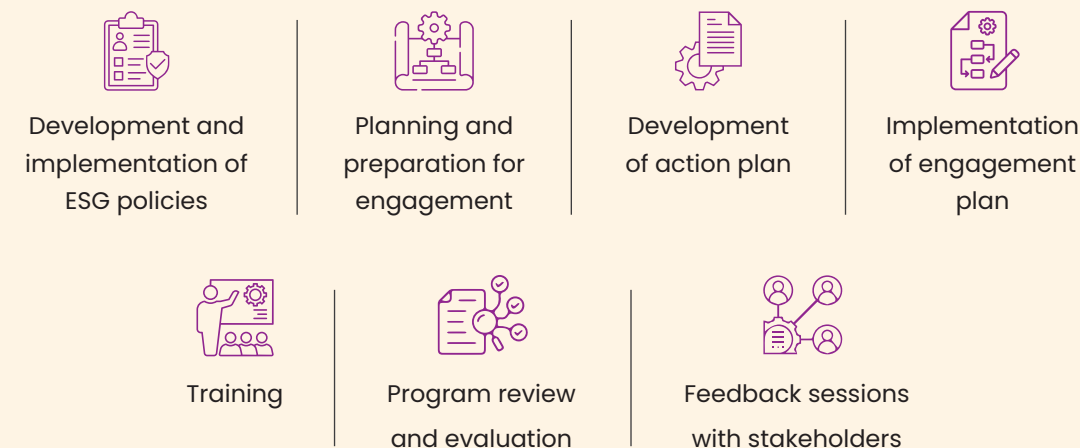 Development and
implementation of
ESG policies
Planning and
preparation for
engagement
Development
of action plan
Implementation
of engagement
plan
Training
Program review
and evaluation
Feedback sessions
with stakeholders